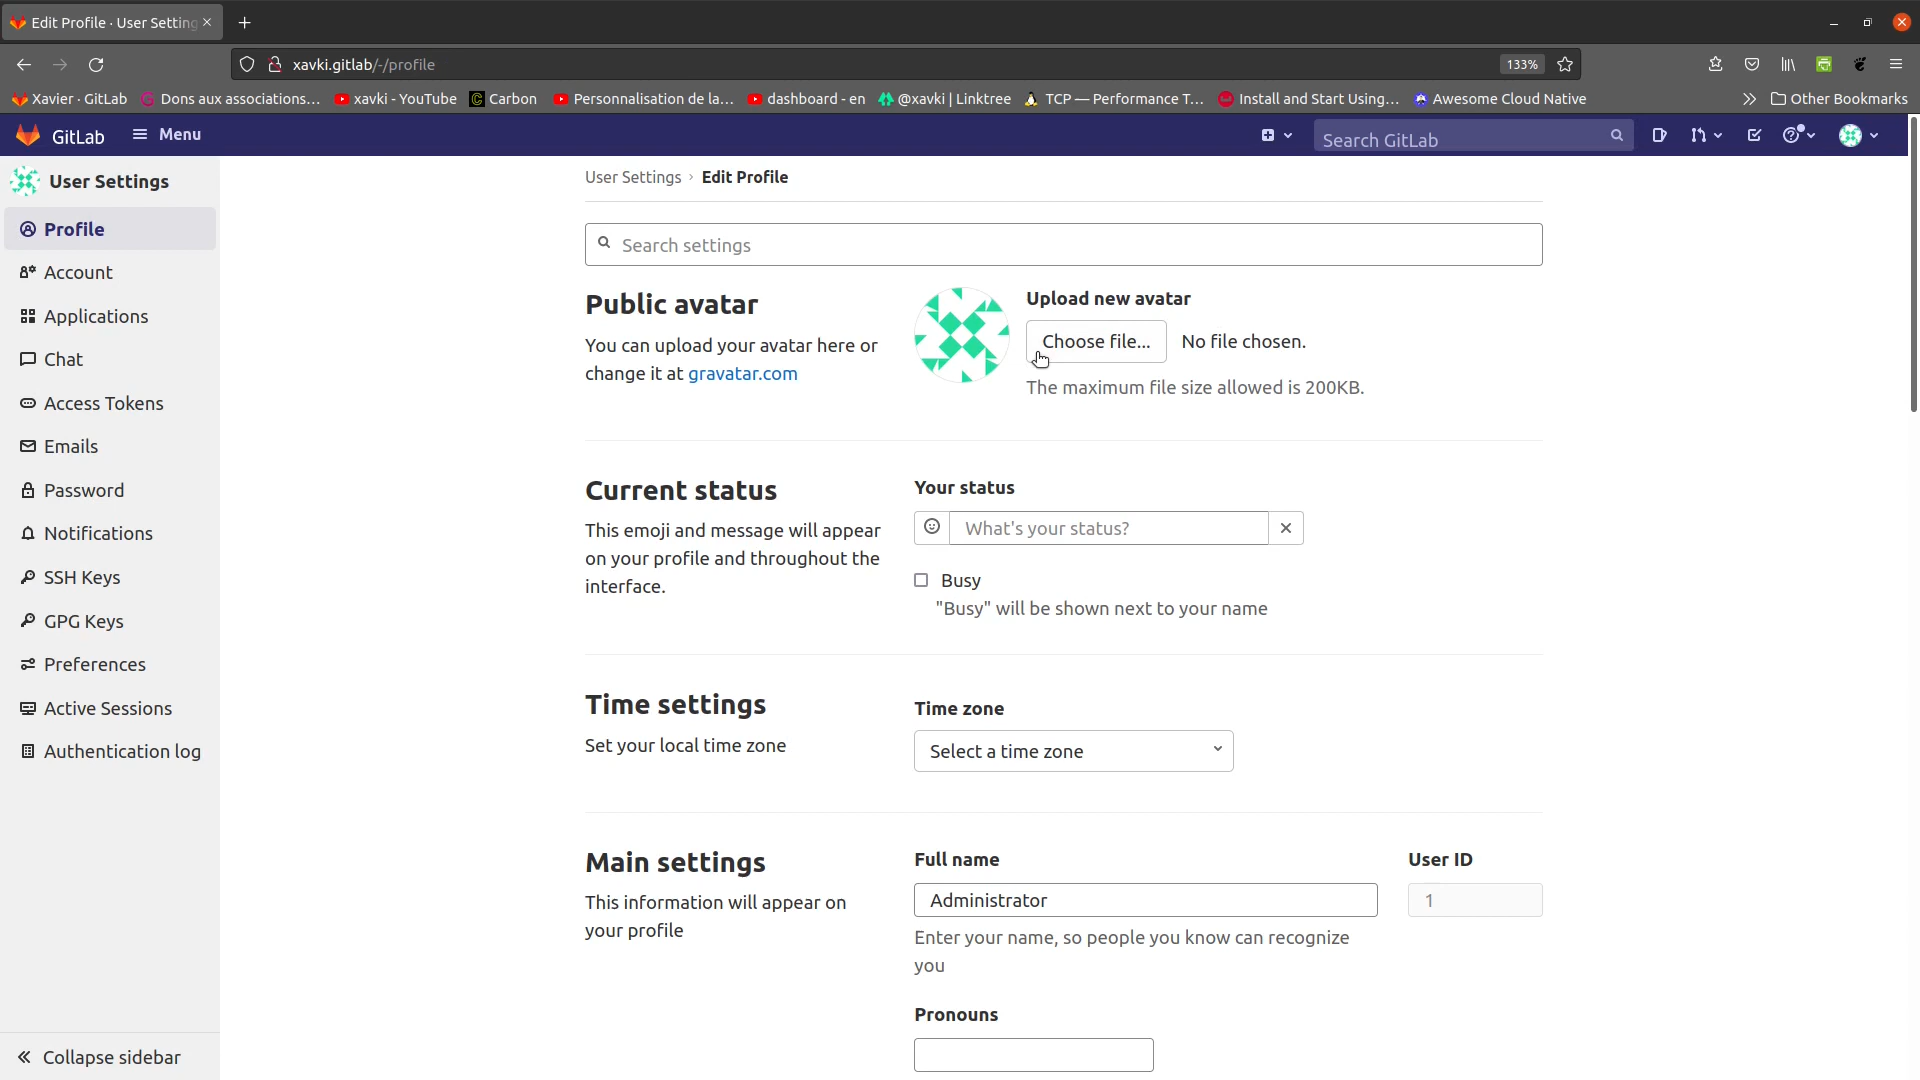 Edit Profile · User Setting
xavki.gitlab/-/profile
133%
Xavier · GitLab
Dons aux associations...
xavki - YouTube
Carbon
Personnalisation de la...
dashboard - en
@xavki | Linktree
TCP — Performance T...
Install and Start Using...
Awesome Cloud Native
Other Bookmarks
GitLab
Menu
Search GitLab
User Settings
Profile
Account
Applications
Chat
Access Tokens
Emails
Password
Notifications
SSH Keys
GPG Keys
Preferences
Active Sessions
Authentication log
Collapse sidebar
User Settings › Edit Profile
Search settings
Public avatar
You can upload your avatar here or
change it at gravatar.com
Upload new avatar
Choose file... No file chosen.
The maximum file size allowed is 200KB.
Current status
This emoji and message will appear
on your profile and throughout the
interface.
Your status
What's your status?
Busy
"Busy" will be shown next to your name
Time settings
Set your local time zone
Time zone
Select a time zone
Main settings
This information will appear on
your profile
Full name
Administrator
Enter your name, so people you know can recognize
you
User ID
1
Pronouns